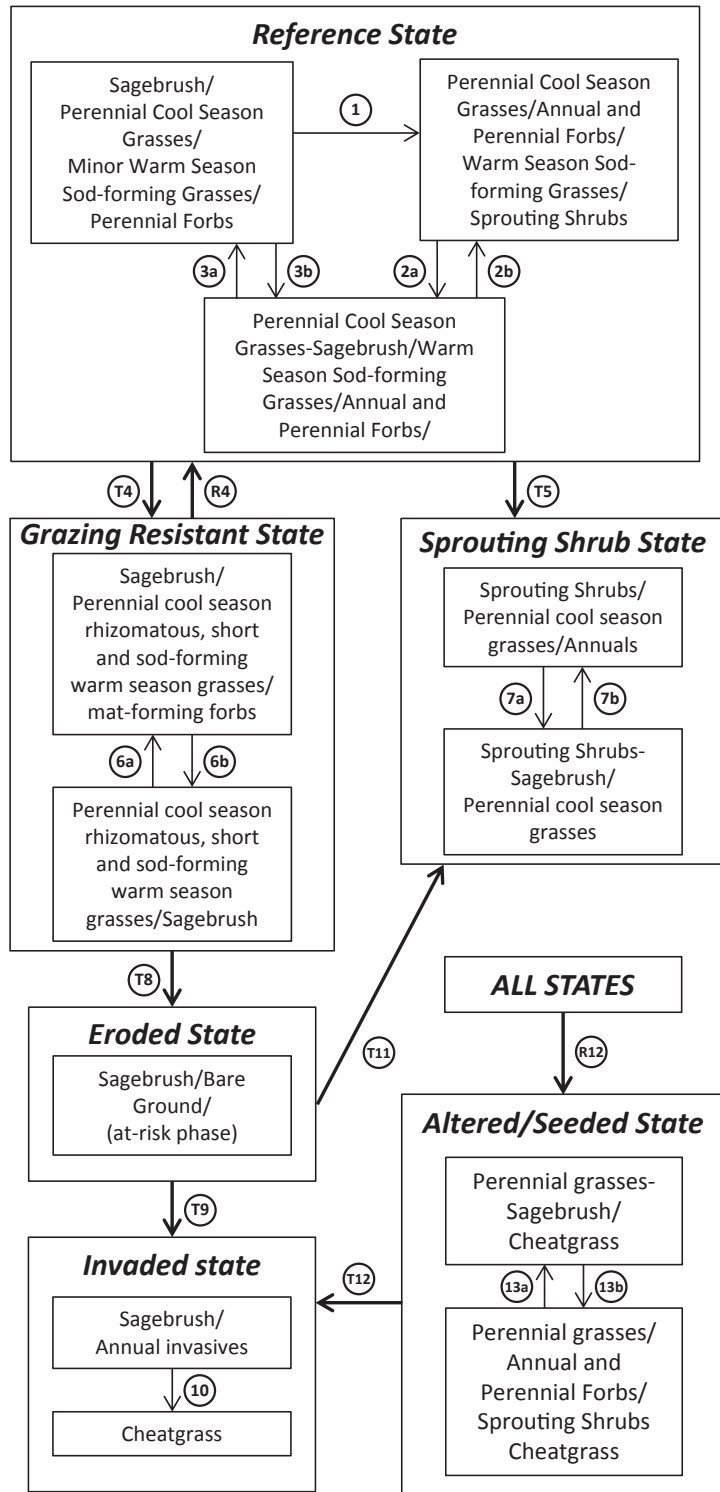 Reference State
Sagebrush/
Perennial Cool Season
Grasses/
Minor Warm Season
Sod-forming Grasses/
Perennial Forbs
1
Perennial Cool Season
Grasses/Annual and
Perennial Forbs/
Warm Season Sod-
forming Grasses/
Sprouting Shrubs
3a
3b
2a
2b
Perennial Cool Season
Grasses-Sagebrush/Warm
Season Sod-forming
Grasses/Annual and
Perennial Forbs/
T4
R4
T5
Grazing Resistant State
Sagebrush/
Perennial cool season
rhizomatous, short
and sod-forming
warm season grasses/
mat-forming forbs
6a
6b
Perennial cool season
rhizomatous, short
and sod-forming
warm season
grasses/Sagebrush
Sprouting Shrub State
Sprouting Shrubs/
Perennial cool season
grasses/Annuals
7a
7b
Sprouting Shrubs-
Sagebrush/
Perennial cool season
grasses
T8
Eroded State
Sagebrush/Bare
Ground/
(at-risk phase)
T11
ALL STATES
R12
T9
Invaded state
Sagebrush/
Annual invasives
10
Cheatgrass
T12
Altered/Seeded State
Perennial grasses-
Sagebrush/
Cheatgrass
13a
13b
Perennial grasses/
Annual and
Perennial Forbs/
Sprouting Shrubs
Cheatgrass